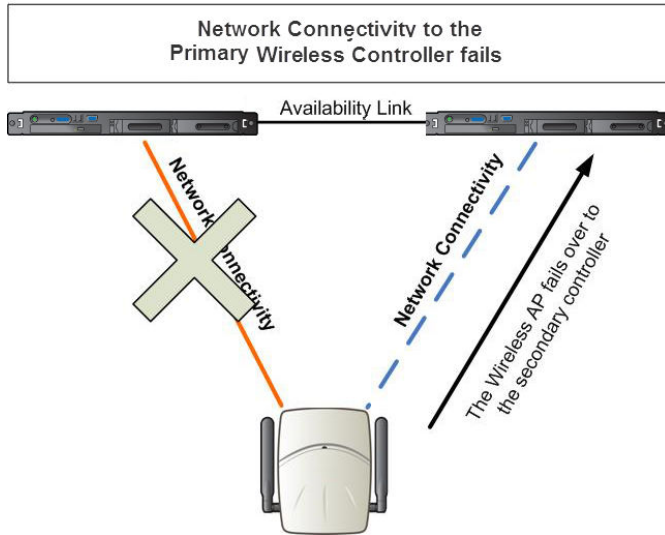 Network Connectivity to the
Primary Wireless Controller fails
Availability Link
Network Connectivity
Network Connectivity
The Wireless AP fails over to
the secondary controller